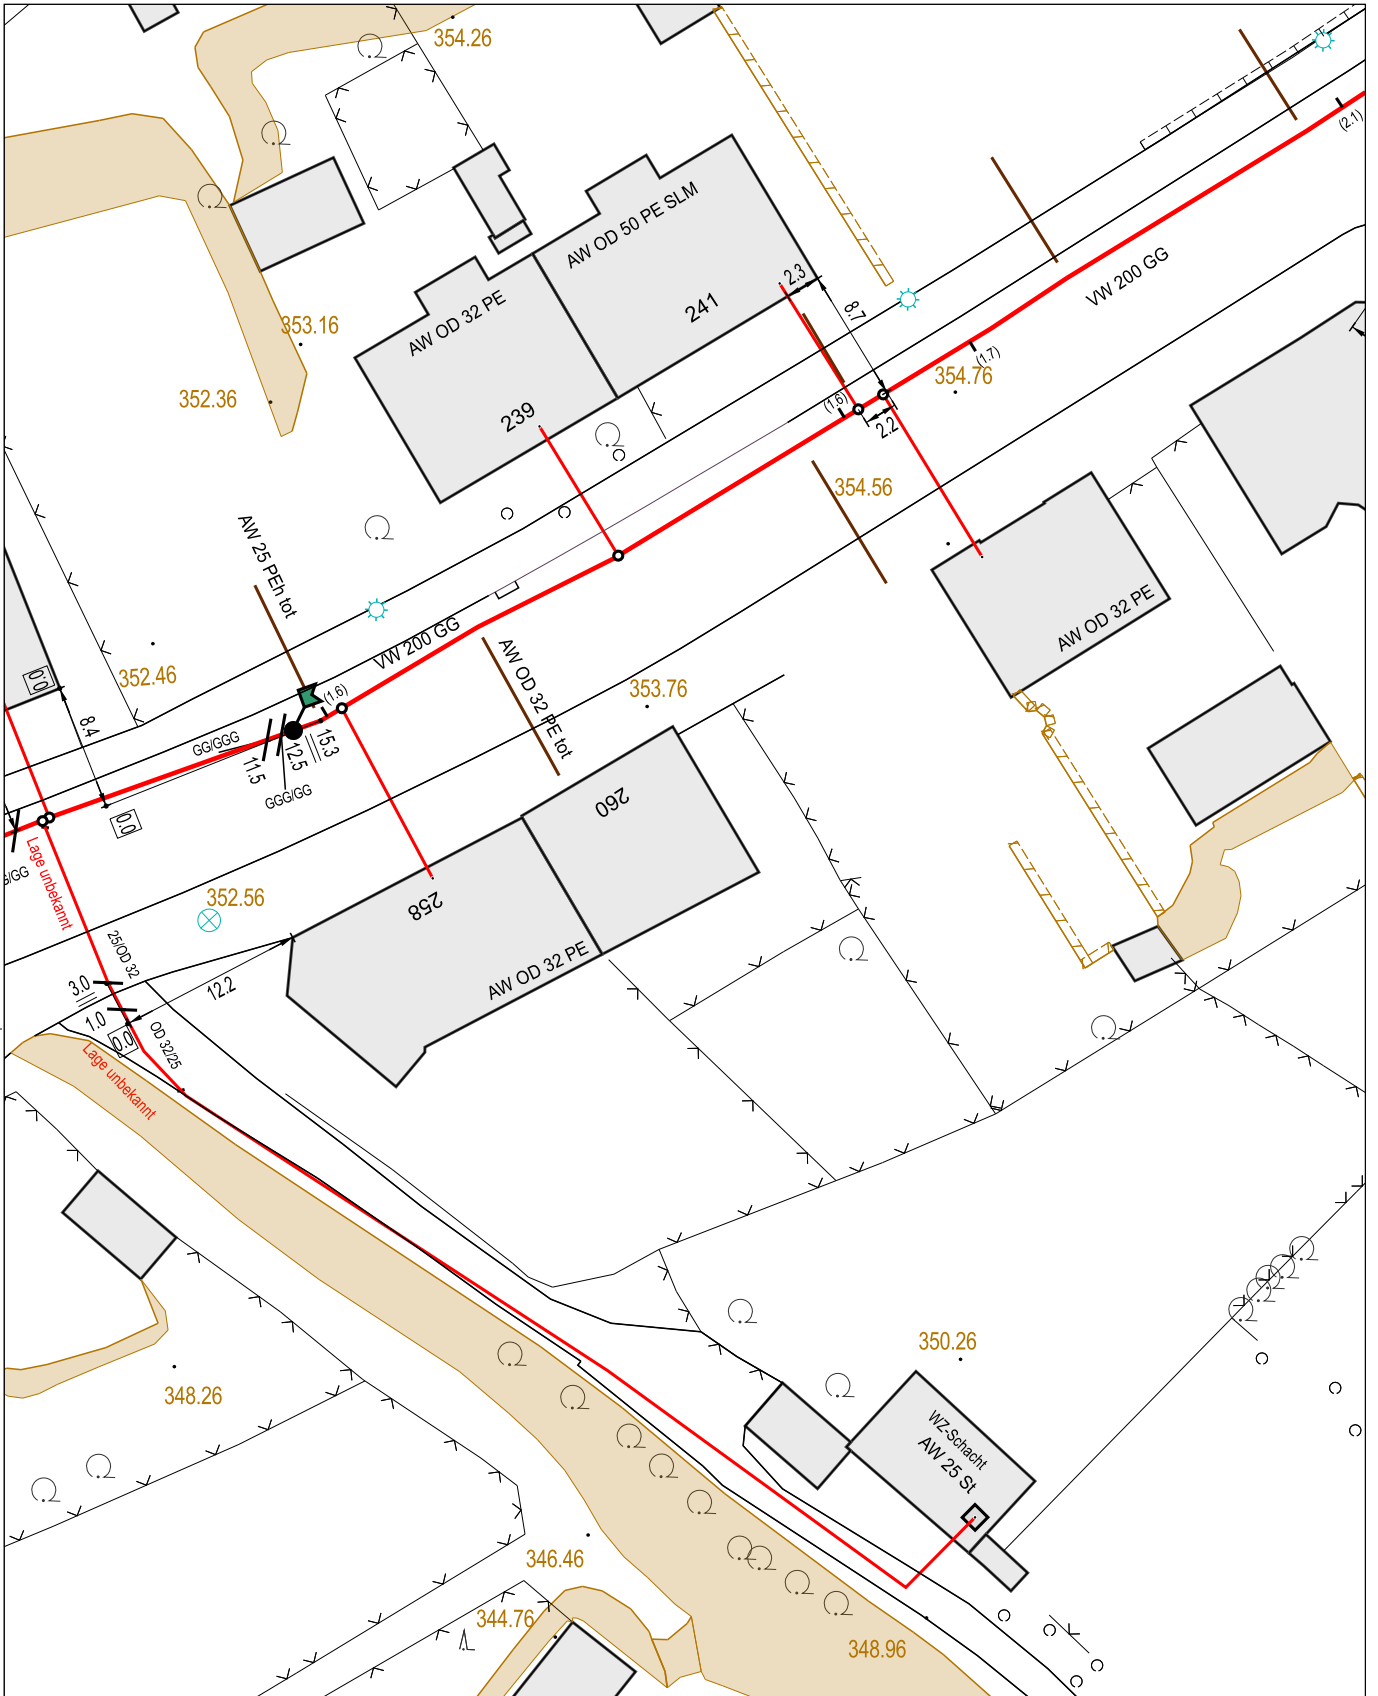 354.26
(2.1)
AW OD 50 PE SLM
AW OD 32 PE
241
2.3
8.7
VW 200 GG
353.16
352.36
239
(1.7)
354.76
(1.6)
2.2
354.56
AW 25 PEh tot
VW 200 GG
AW OD 32 PE
352.46
0.0
8.4
(1.6)
AW OD 32 PE tot
353.76
GG/GGG
11.5
12.5
15.3
GGG/GG
0.0
260
Lage unbekannt
/GG
352.56
258
AW OD 32 PE
25/OD 32
3.0
12.2
1.0
0.0
OD 32/25
Lage unbekannt
350.26
348.26
WZ-Schacht
AW 25 St
346.46
344.76
348.96